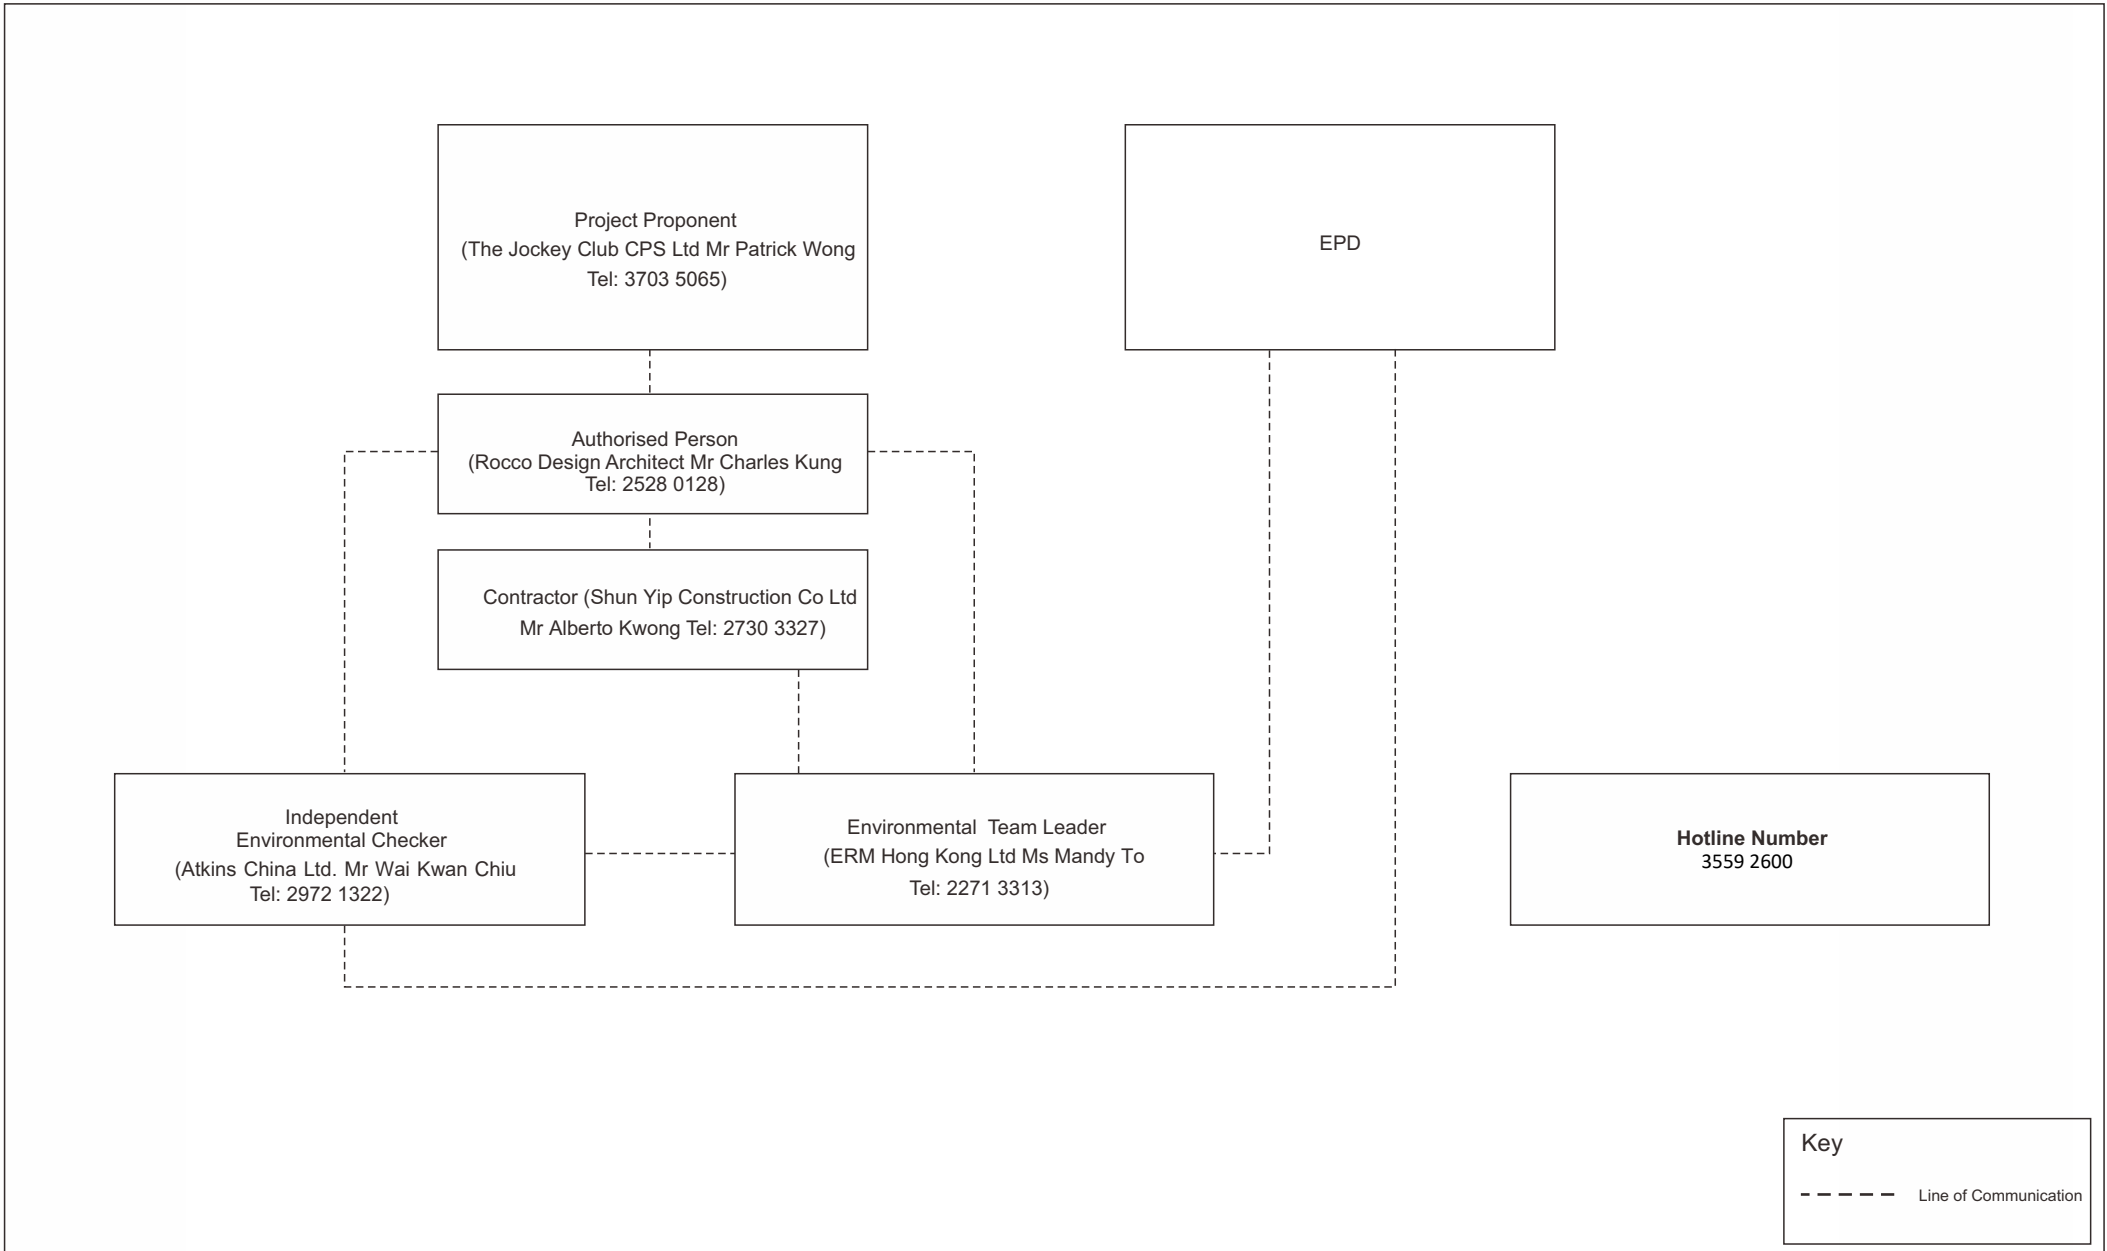 Project Proponent
(The Jockey Club CPS Ltd Mr Patrick Wong
Tel: 3703 5065)
EPD
Authorised Person
(Rocco Design Architect Mr Charles Kung
Tel: 2528 0128)
Contractor (Shun Yip Construction Co Ltd
Mr Alberto Kwong Tel: 2730 3327)
Independent
Environmental Checker
(Atkins China Ltd. Mr Wai Kwan Chiu
Tel: 2972 1322)
Environmental Team Leader
(ERM Hong Kong Ltd Ms Mandy To
Tel: 2271 3313)
Hotline Number
3559 2600
Key
Line of Communication